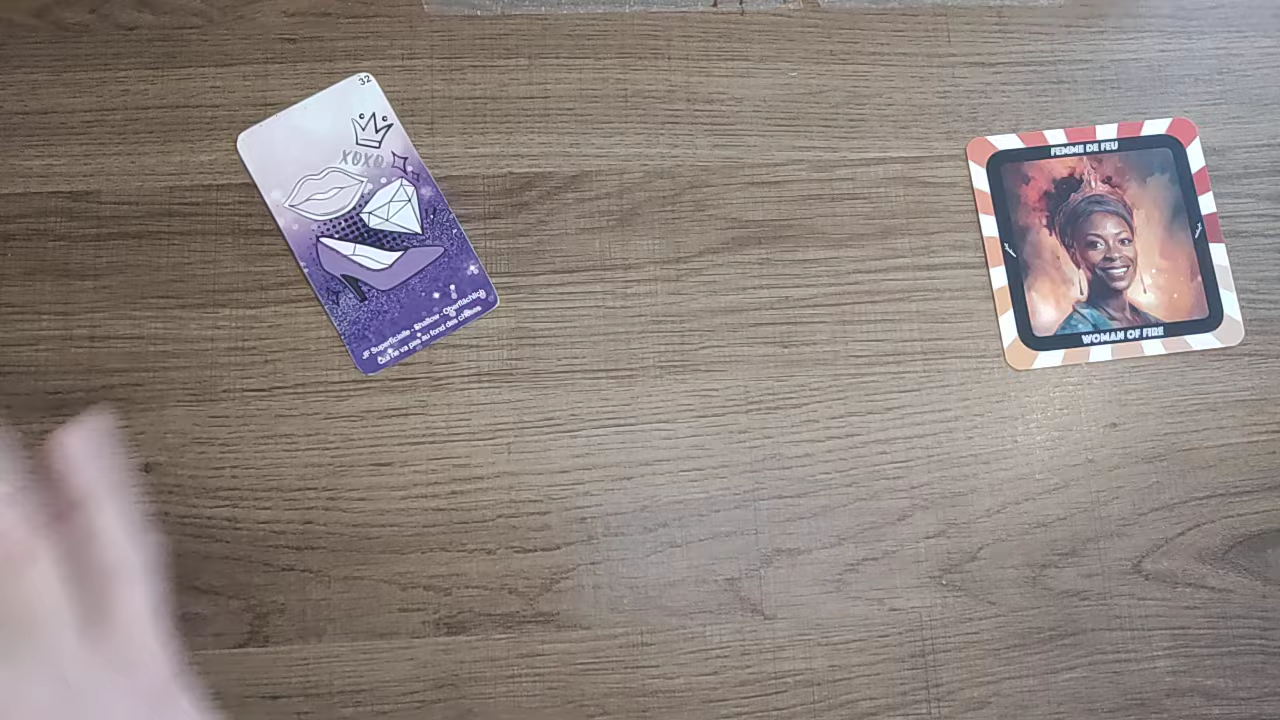 32
XOXO
JF Superficielle - Shallow - Oberflächlich
Qui ne va pas au fond des choses
FEMME DE FEU
WOMAN OF FIRE